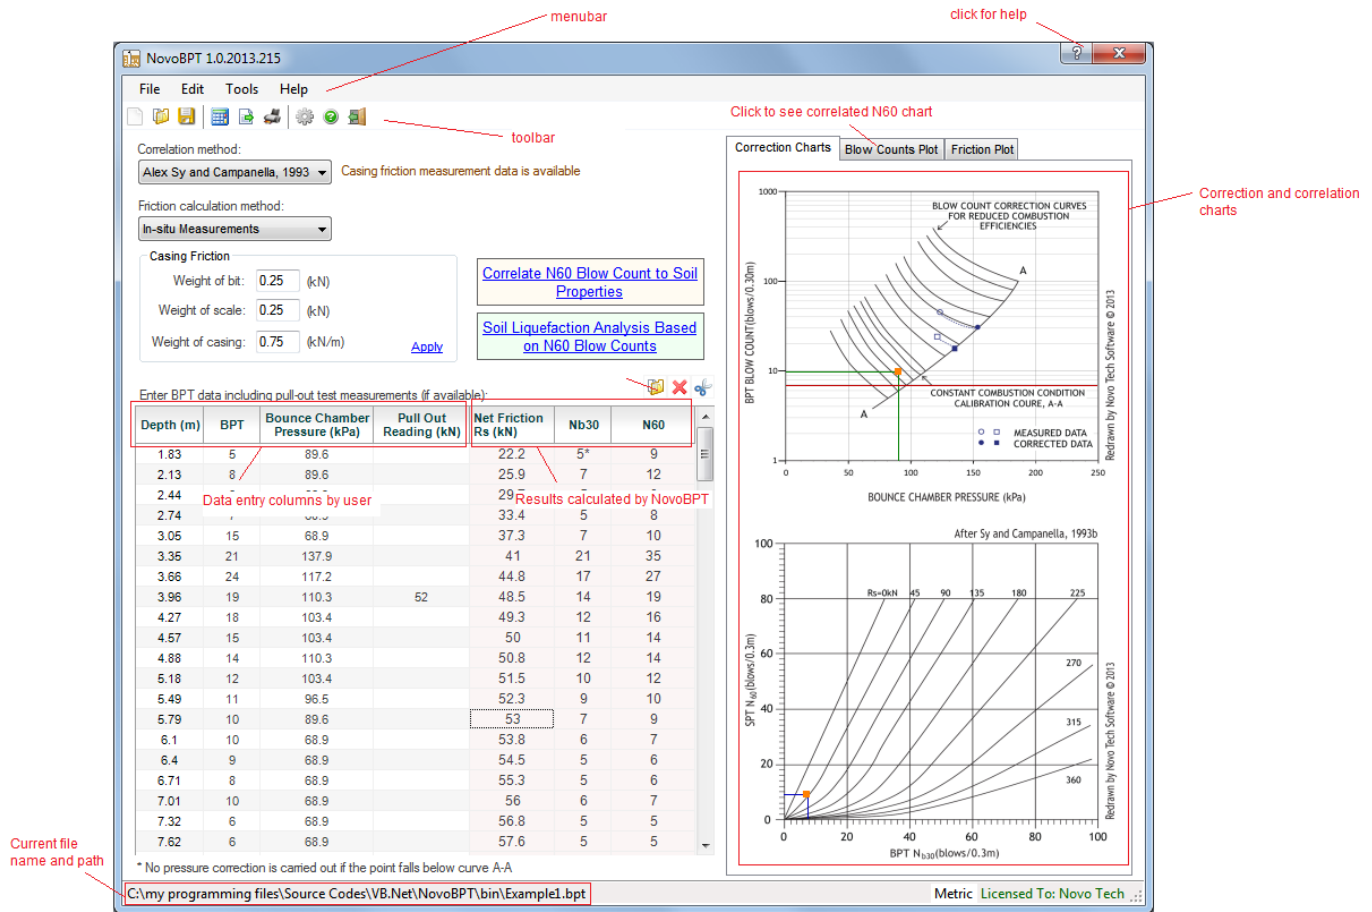 menubar
click for help
NovoBPT 1.0.2013.215
File Edit Tools Help
toolbar
Click to see correlated N60 chart
Correlation method:
Alex Sy and Campanella, 1993
Casing friction measurement data is available
Friction calculation method:
In-situ Measurements
Casing Friction
Weight of bit: 0.25 (kN)
Weight of scale: 0.25 (kN)
Weight of casing: 0.75 (kN/m)
Apply
Correlate N60 Blow Count to Soil
Properties
Soil Liquefaction Analysis Based
on N60 Blow Counts
Enter BPT data including pull-out test measurements (if available):
Depth (m) BPT Bounce Chamber Pressure (kPa) Pull Out Reading (kN) Net Friction Rs (kN) Nb30 N60
1.83 5 89.6 22.2 5* 9
2.13 8 89.6 25.9 7 12
2.44
Data entry columns by user
Results calculated by NovoBPT
2.74 33.4 5 8
3.05 15 68.9 37.3 7 10
3.35 21 137.9 41 21 35
3.66 24 117.2 44.8 17 27
3.96 19 110.3 52 48.5 14 19
4.27 18 103.4 49.3 12 16
4.57 15 103.4 50 11 14
4.88 14 110.3 50.8 12 14
5.18 12 103.4 51.5 10 12
5.49 11 96.5 52.3 9 10
5.79 10 89.6 53 7 9
6.1 10 68.9 53.8 6 7
6.4 9 68.9 54.5 5 6
6.71 8 68.9 55.3 5 6
7.01 10 68.9 56 6 7
7.32 6 68.9 56.8 5 5
7.62 6 68.9 57.6 5 5
* No pressure correction is carried out if the point falls below curve A-A
Current file
name and path
C:\my programming files\Source Codes\VB.Net\NovoBPT\bin\Example1.bpt
Correction Charts Blow Counts Plot Friction Plot
Correction and correlation
charts
BLOW COUNT CORRECTION CURVES
FOR REDUCED COMBUSTION
EFFICIENCIES
A
A
CONSTANT COMBUSTION CONDITION
CALIBRATION COURE, A-A
MEASURED DATA
CORRECTED DATA
1000
100
10
1
0 50 100 150 200 250
BPT BLOW COUNT(blows/0.30m)
BOUNCE CHAMBER PRESSURE (kPa)
Redrawn by Novo Tech Software © 2013
After Sy and Campanella, 1993b
Rs=0kN 45 90 135 180 225
270
315
360
100
80
60
40
20
0
0 20 40 60 80 100
SPT N60(blows/0.3m)
BPT Nb30(blows/0.3m)
Redrawn by Novo Tech Software © 2013
Metric Licensed To: Novo Tech